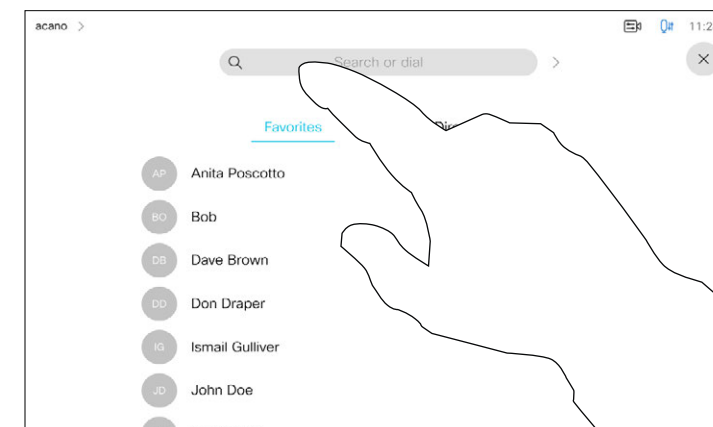 acano >
11:2
Search or dial >
Favorites
AP Anita Poscotto
BO Bob
DB Dave Brown
DD Don Draper
IG Ismail Gulliver
JD John Doe